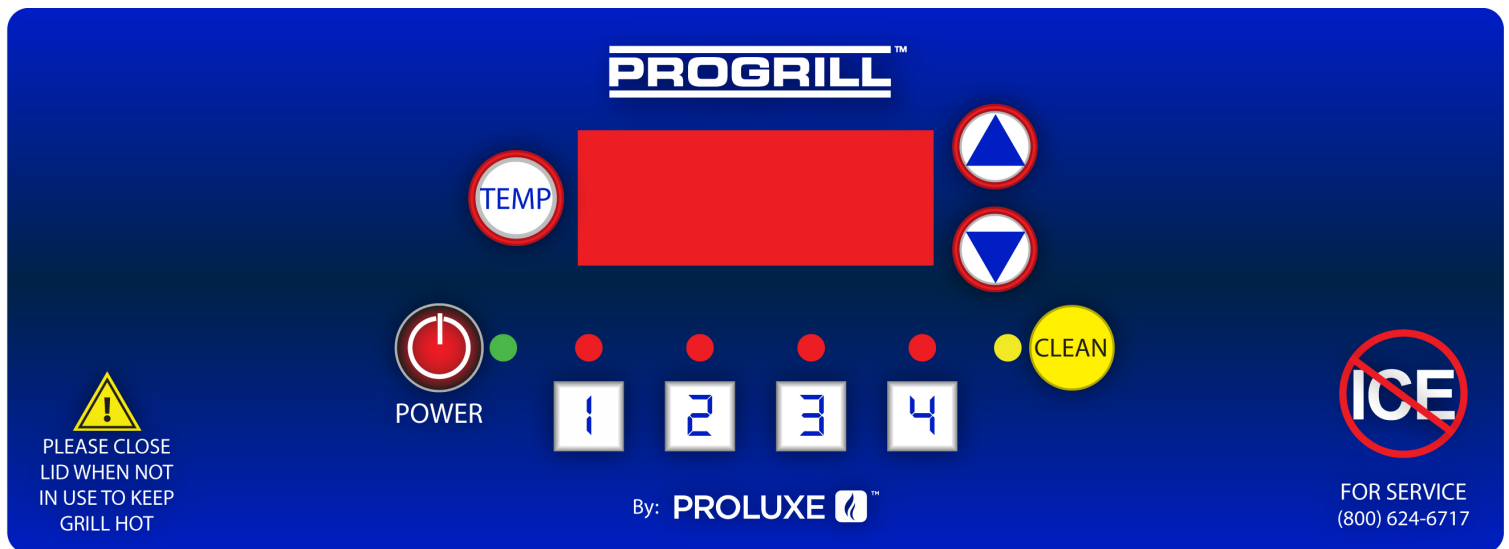 PROGRILL™
TEMP
POWER
CLEAN
1 2 3 4
PLEASE CLOSE
LID WHEN NOT
IN USE TO KEEP
GRILL HOT
By: PROLUXE™
ICE
FOR SERVICE
(800) 624-6717